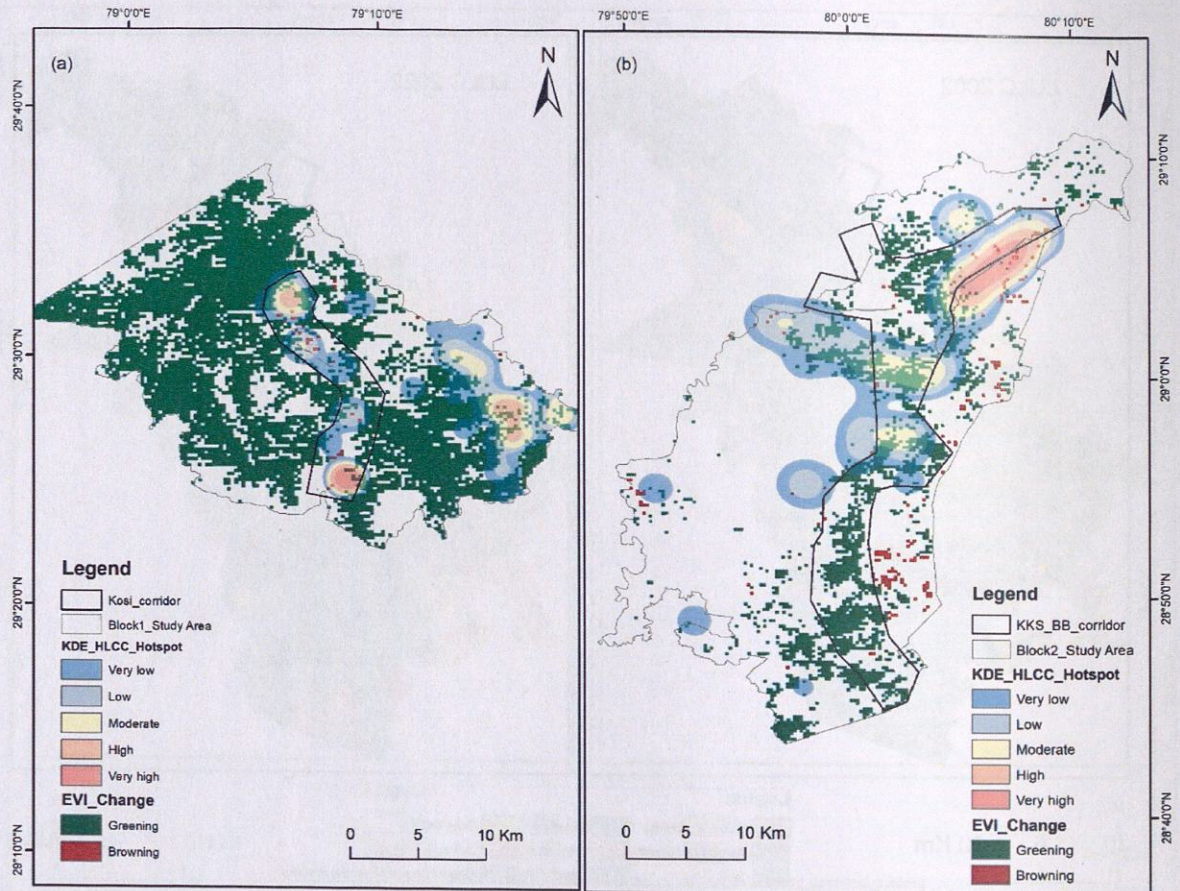 79°0'0"E
79°10'0"E
79°50'0"E
80°0'0"E
80°10'0"E
(a)
N
(b)
N
29°40'0"N
29°30'0"N
29°20'0"N
29°10'0"N
29°10'0"N
29°0'0"N
28°50'0"N
28°40'0"N
Legend
Kosi_corridor
Block1_Study Area
KDE_HLCC_Hotspot
Very low
Low
Moderate
High
Very high
EVI_Change
Greening
Browning
0 5 10 Km
Legend
KKS_BB_corridor
Block2_Study Area
KDE_HLCC_Hotspot
Very low
Low
Moderate
High
Very high
EVI_Change
Greening
Browning
0 5 10 Km